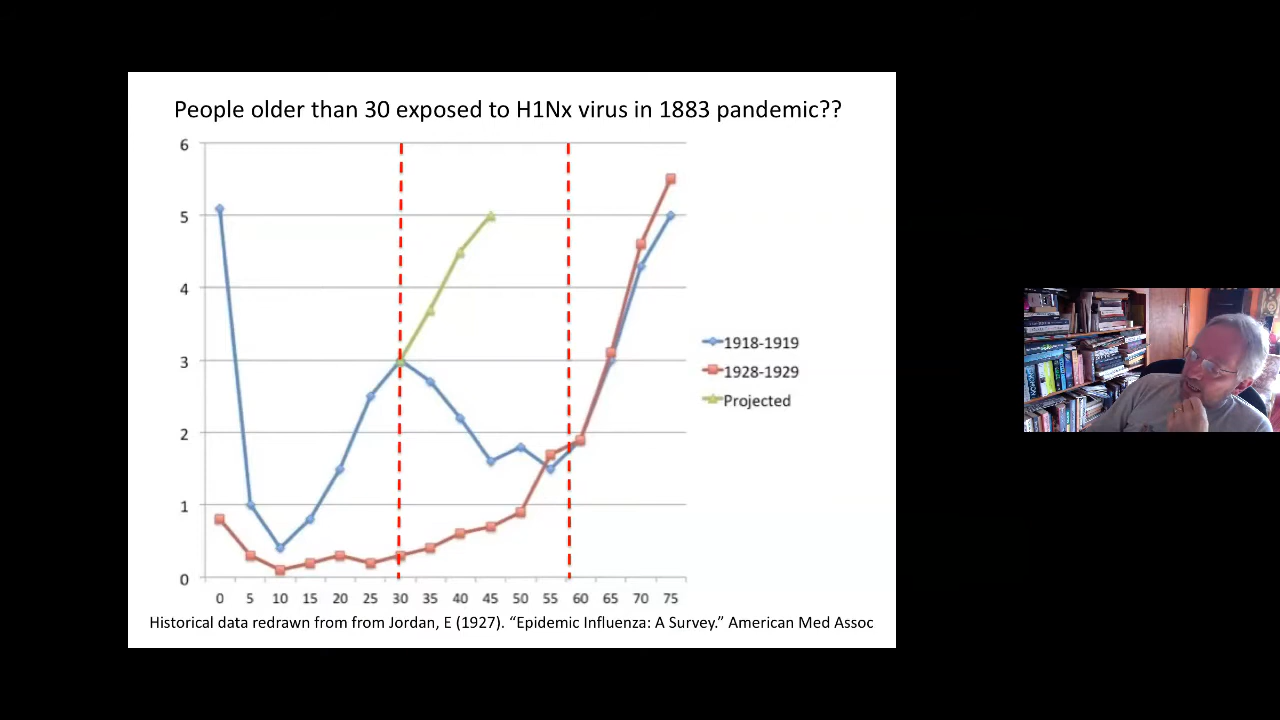 People older than 30 exposed to H1Nx virus in 1883 pandemic??
6
5
4
3
2
1
0
0 5 10 15 20 25 30 35 40 45 50 55 60 65 70 75
1918-1919
1928-1929
Projected
Historical data redrawn from from Jordan, E (1927). “Epidemic Influenza: A Survey.” American Med Assoc